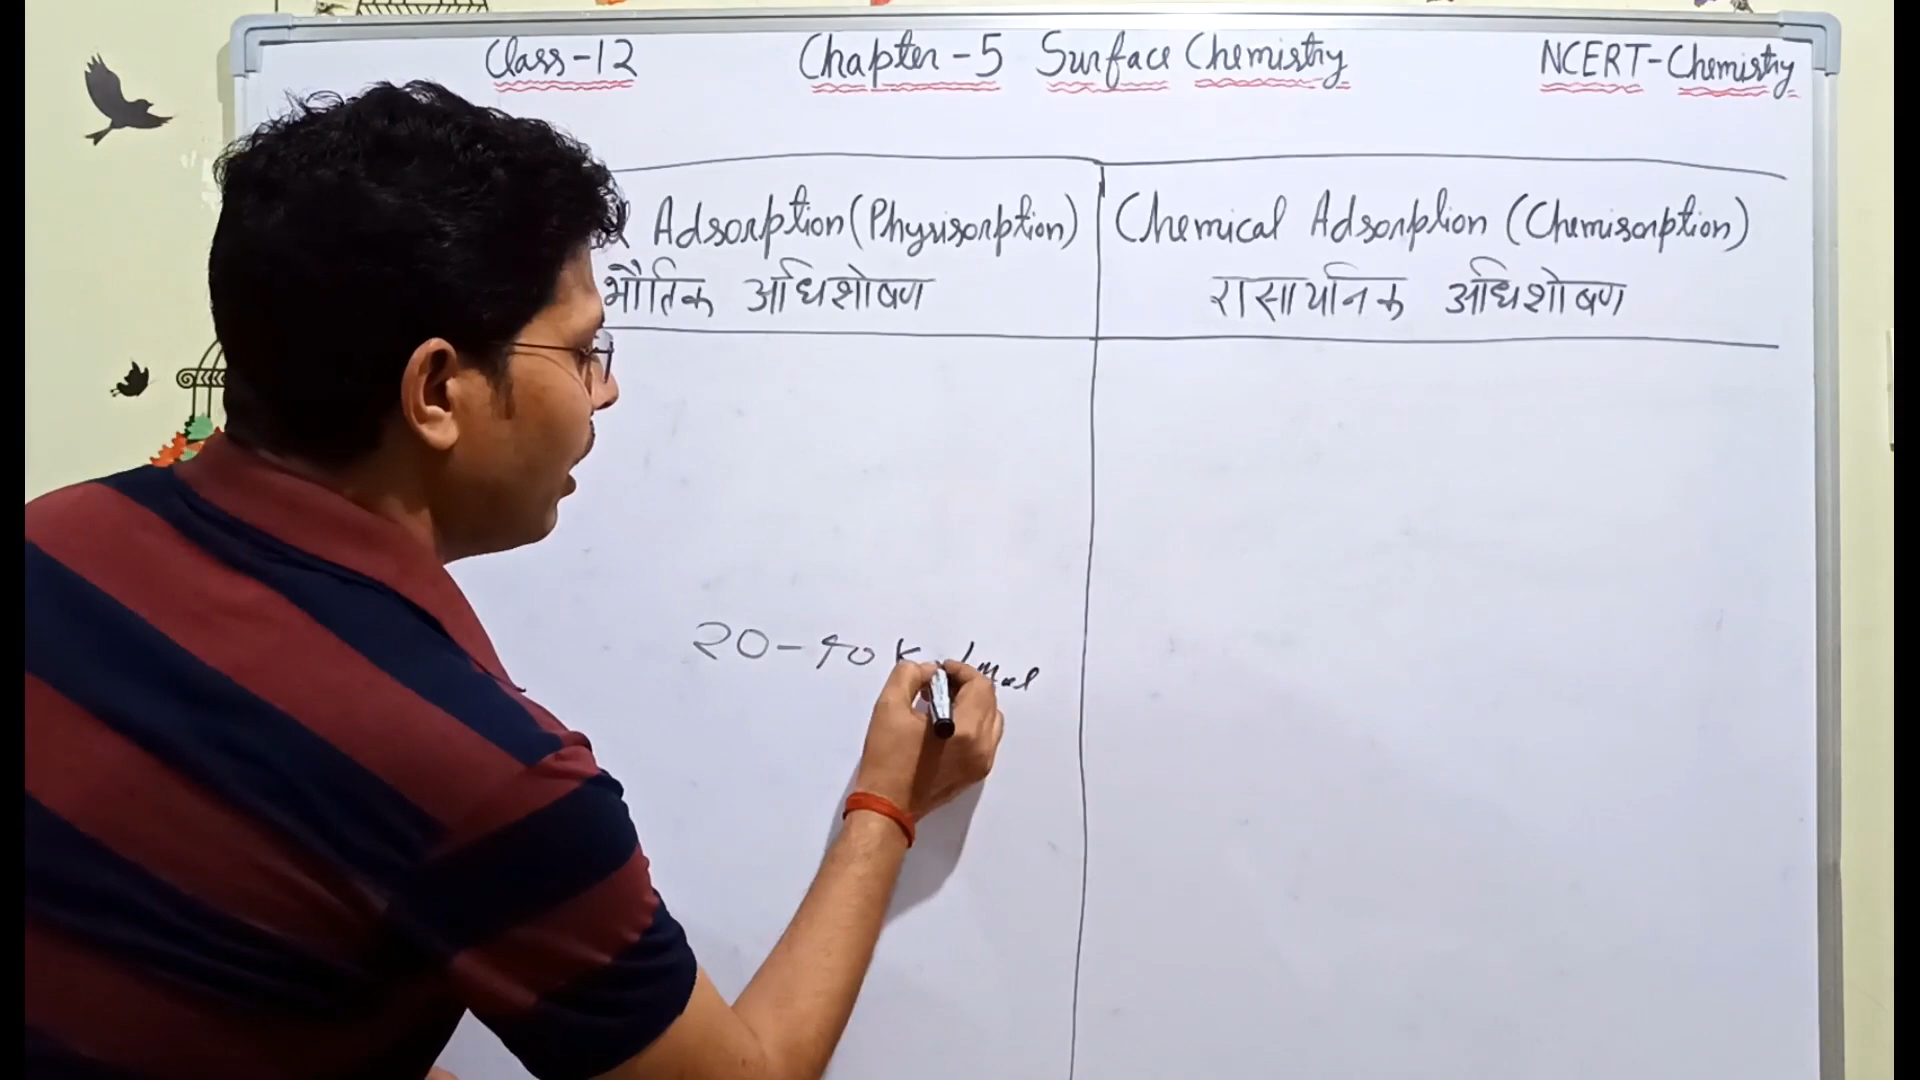 Class-12 Chapter-5 Surface Chemistry NCERT-Chemistry
Adsorption (Physisorption) Chemical Adsorption (Chemisorption)
भौतिक अधिशोषण रासायनिक अधिशोषण
20-40 K /mol